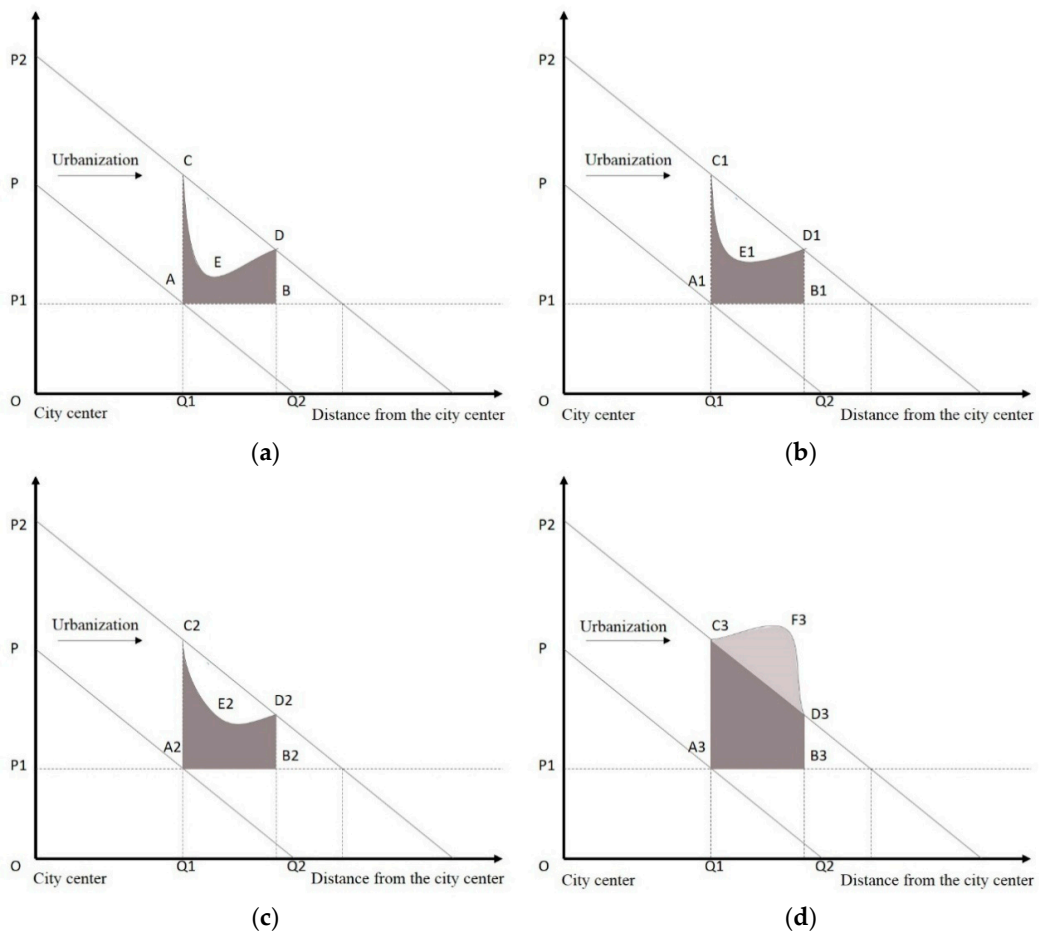 P2
Urbanization
C
P
D
E
A
B
P1
O
Q1
Q2
City center
Distance from the city center
(a)
P2
Urbanization
C1
P
D1
E1
A1
B1
P1
O
Q1
Q2
City center
Distance from the city center
(b)
P2
Urbanization
C2
P
E2
D2
A2
B2
P1
O
Q1
Q2
City center
Distance from the city center
(c)
P2
Urbanization
C3
F3
P
D3
A3
B3
P1
O
Q1
Q2
City center
Distance from the city center
(d)